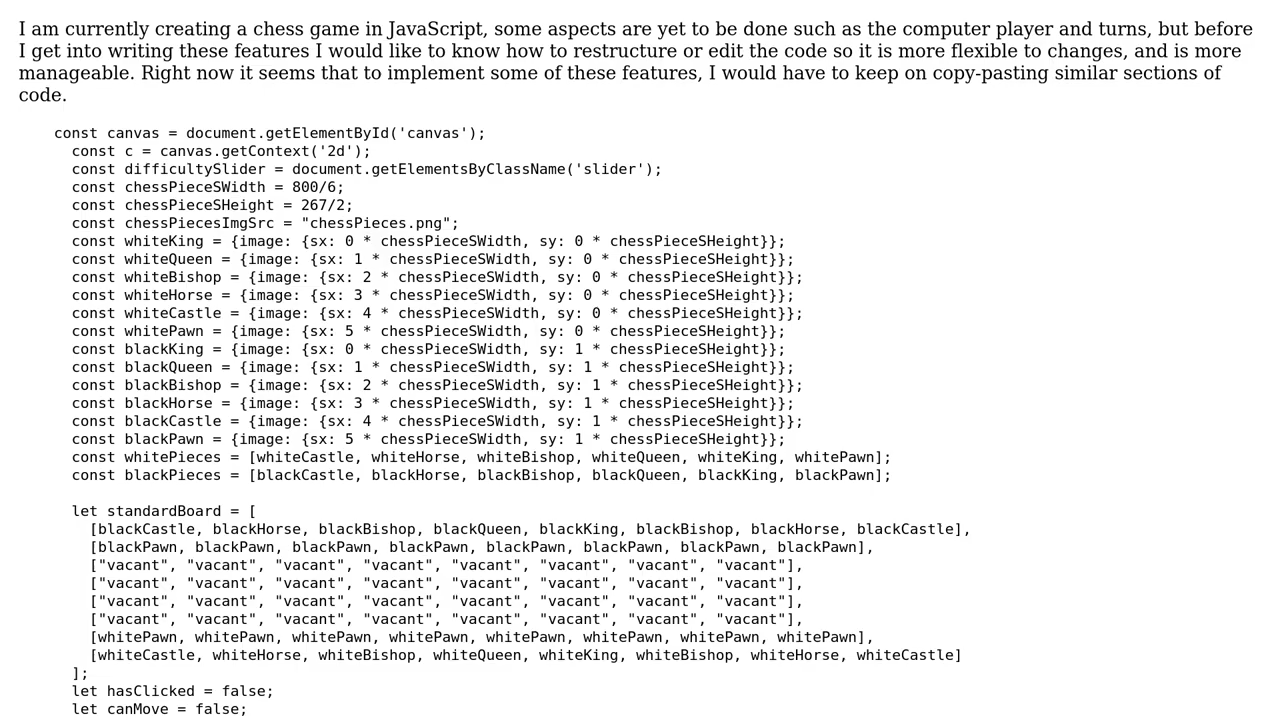 I am currently creating a chess game in JavaScript, some aspects are yet to be done such as the computer player and turns, but before
I get into writing these features I would like to know how to restructure or edit the code so it is more flexible to changes, and is more
manageable. Right now it seems that to implement some of these features, I would have to keep on copy-pasting similar sections of
code.
const canvas = document.getElementById('canvas');
const c = canvas.getContext('2d');
const difficultySlider = document.getElementsByClassName('slider');
const chessPieceSWidth = 800/6;
const chessPieceSHeight = 267/2;
const chessPiecesImgSrc = "chessPieces.png";
const whiteKing = {image: {sx: 0 * chessPieceSWidth, sy: 0 * chessPieceSHeight}};
const whiteQueen = {image: {sx: 1 * chessPieceSWidth, sy: 0 * chessPieceSHeight}};
const whiteBishop = {image: {sx: 2 * chessPieceSWidth, sy: 0 * chessPieceSHeight}};
const whiteHorse = {image: {sx: 3 * chessPieceSWidth, sy: 0 * chessPieceSHeight}};
const whiteCastle = {image: {sx: 4 * chessPieceSWidth, sy: 0 * chessPieceSHeight}};
const whitePawn = {image: {sx: 5 * chessPieceSWidth, sy: 0 * chessPieceSHeight}};
const blackKing = {image: {sx: 0 * chessPieceSWidth, sy: 1 * chessPieceSHeight}};
const blackQueen = {image: {sx: 1 * chessPieceSWidth, sy: 1 * chessPieceSHeight}};
const blackBishop = {image: {sx: 2 * chessPieceSWidth, sy: 1 * chessPieceSHeight}};
const blackHorse = {image: {sx: 3 * chessPieceSWidth, sy: 1 * chessPieceSHeight}};
const blackCastle = {image: {sx: 4 * chessPieceSWidth, sy: 1 * chessPieceSHeight}};
const blackPawn = {image: {sx: 5 * chessPieceSWidth, sy: 1 * chessPieceSHeight}};
const whitePieces = [whiteCastle, whiteHorse, whiteBishop, whiteQueen, whiteKing, whitePawn];
const blackPieces = [blackCastle, blackHorse, blackBishop, blackQueen, blackKing, blackPawn];
let standardBoard = [
[blackCastle, blackHorse, blackBishop, blackQueen, blackKing, blackBishop, blackHorse, blackCastle],
[blackPawn, blackPawn, blackPawn, blackPawn, blackPawn, blackPawn, blackPawn, blackPawn],
["vacant", "vacant", "vacant", "vacant", "vacant", "vacant", "vacant", "vacant"],
["vacant", "vacant", "vacant", "vacant", "vacant", "vacant", "vacant", "vacant"],
["vacant", "vacant", "vacant", "vacant", "vacant", "vacant", "vacant", "vacant"],
["vacant", "vacant", "vacant", "vacant", "vacant", "vacant", "vacant", "vacant"],
[whitePawn, whitePawn, whitePawn, whitePawn, whitePawn, whitePawn, whitePawn, whitePawn],
[whiteCastle, whiteHorse, whiteBishop, whiteQueen, whiteKing, whiteBishop, whiteHorse, whiteCastle]
];
let hasClicked = false;
let canMove = false;